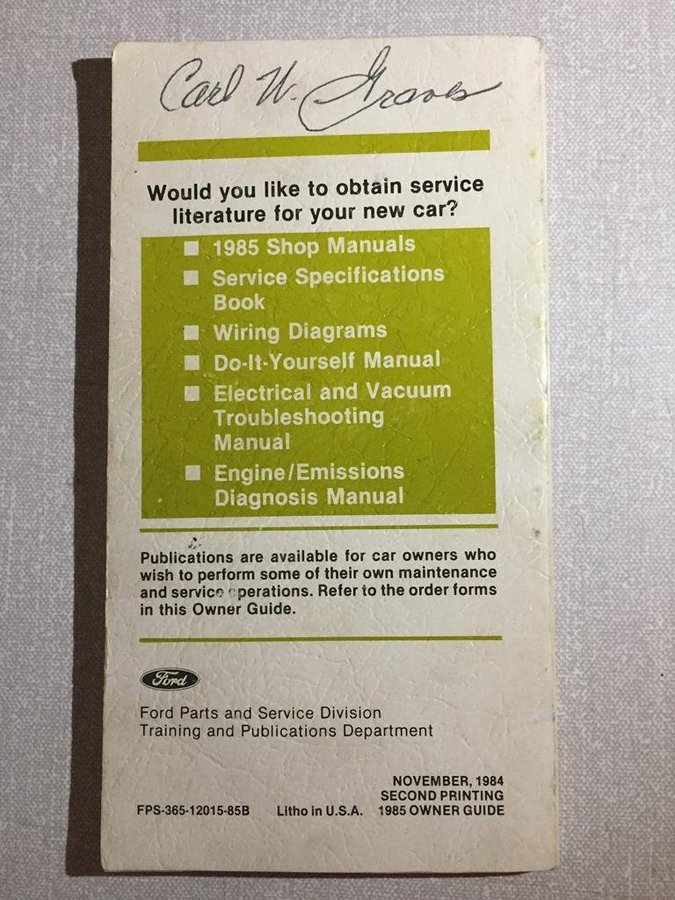 Carl W. Graves
Would you like to obtain service
literature for your new car?
1985 Shop Manuals
Service Specifications
Book
Wiring Diagrams
Do-It-Yourself Manual
Electrical and Vacuum
Troubleshooting
Manual
Engine/Emissions
Diagnosis Manual
Publications are available for car owners who
wish to perform some of their own maintenance
and service operations. Refer to the order forms
in this Owner Guide.
Ford
Ford Parts and Service Division
Training and Publications Department
NOVEMBER, 1984
SECOND PRINTING
FPS-365-12015-85B Litho in U.S.A. 1985 OWNER GUIDE